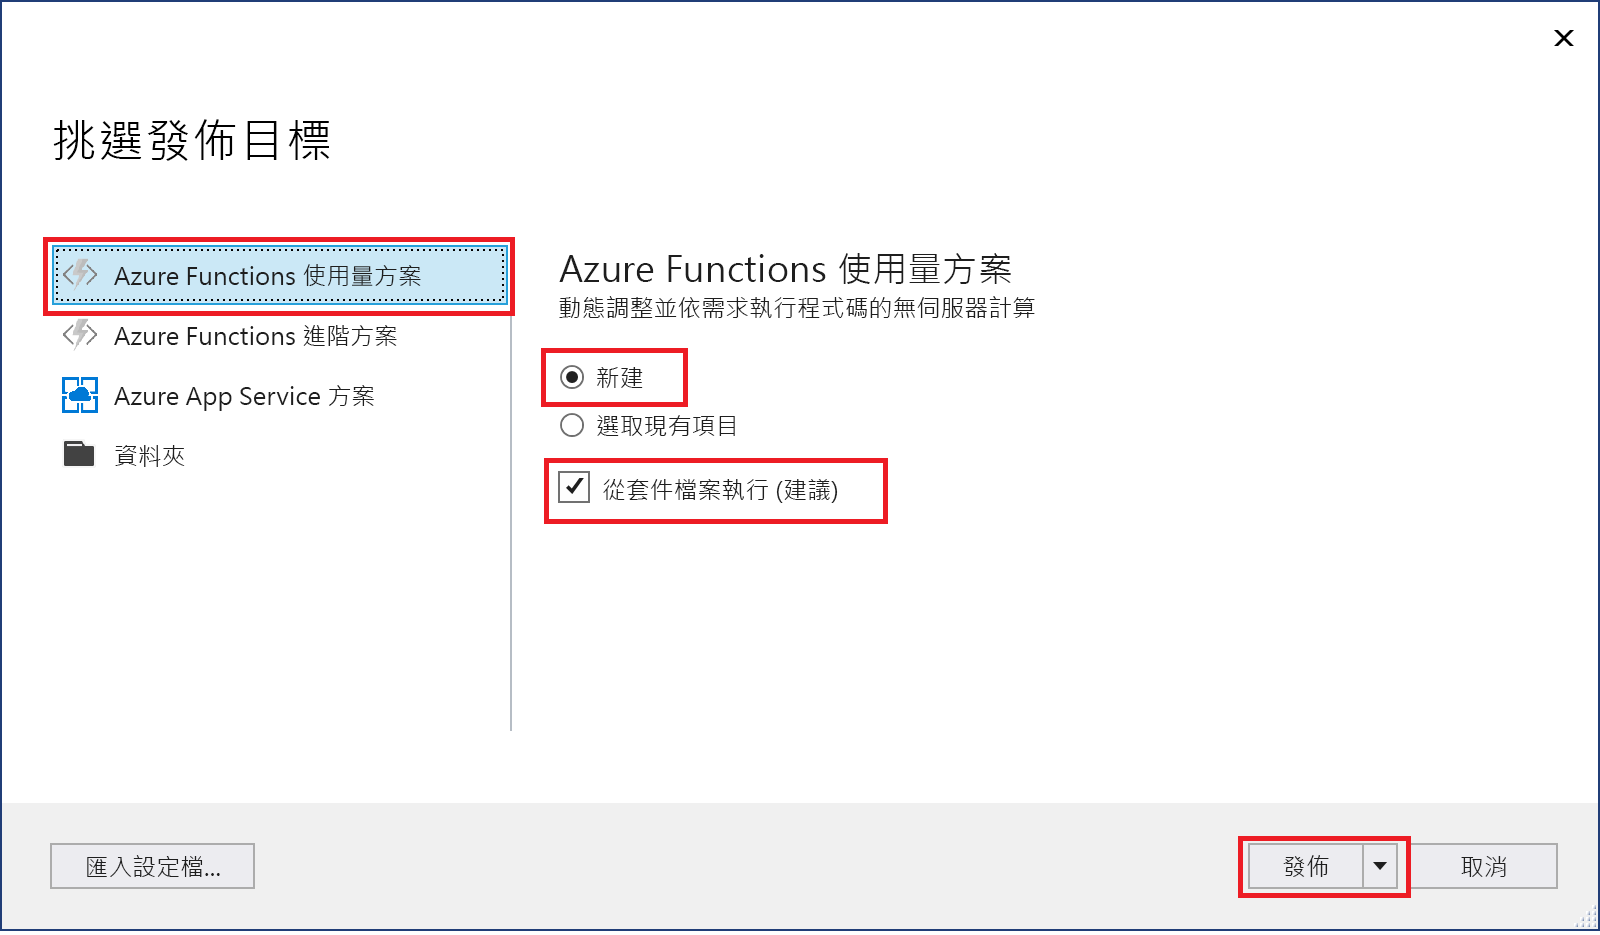 挑選發佈目標
Azure Functions 使用量方案
Azure Functions 進階方案
Azure App Service 方案
資料夾
Azure Functions 使用量方案
動態調整並依需求執行程式碼的無伺服器計算
新建
選取現有項目
從套件檔案執行 (建議)
匯入設定檔...
發佈
取消